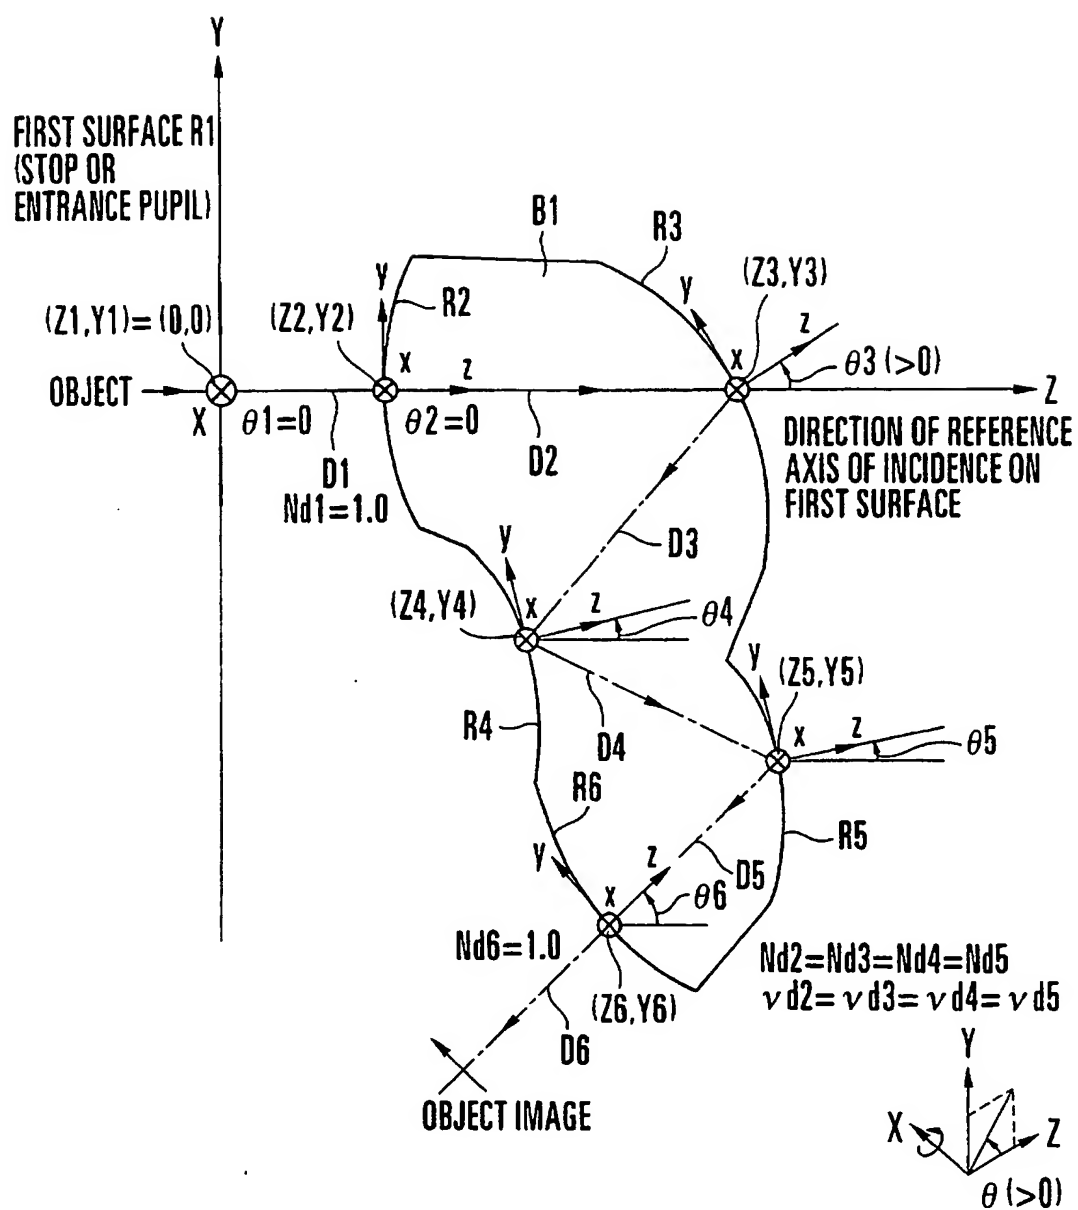 Y
FIRST SURFACE R1
(STOP OR
ENTRANCE PUPIL)
B1
R3
y
R2
y
(Z3,Y3)
(Z1,Y1)=(0,0)
(Z2,Y2)
z
x
z
x
θ3 (>0)
OBJECT
Z
X
θ1=0
θ2=0
D1
D2
DIRECTION OF REFERENCE
AXIS OF INCIDENCE ON
FIRST SURFACE
Nd1=1.0
y
D3
(Z4,Y4)
x
z
θ4
y
(Z5,Y5)
R4
D4
x
z
θ5
R6
y
z
D5
R5
x
θ6
Nd6=1.0
Nd2=Nd3=Nd4=Nd5
νd2=νd3=νd4=νd5
(Z6,Y6)
D6
OBJECT IMAGE
Y
X
Z
θ (>0)